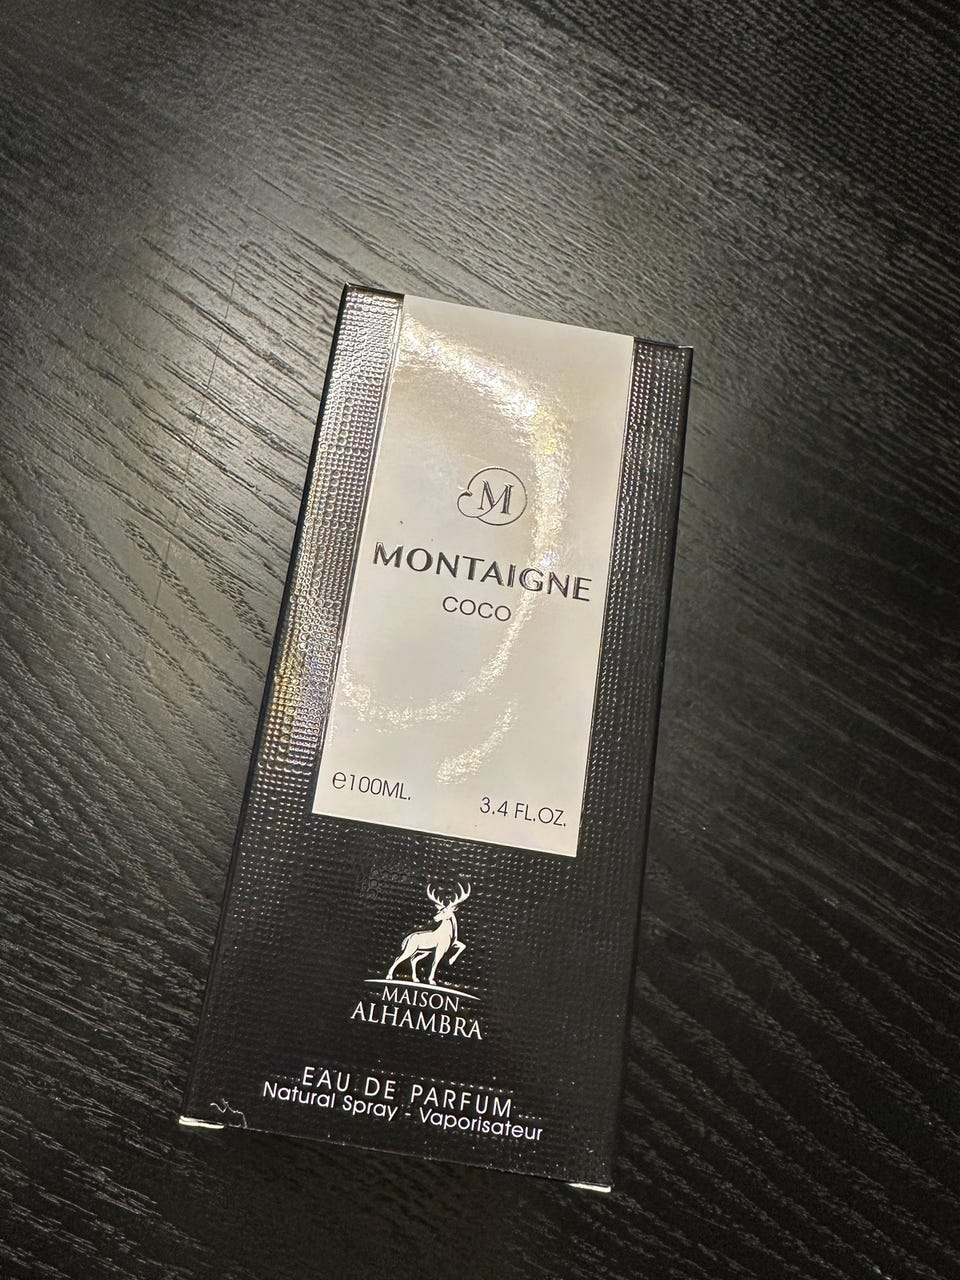 M
MONTAIGNE
COCO
℮100ML.
3.4 FL.OZ.
MAISON
ALHAMBRA
EAU DE PARFUM
Natural Spray - Vaporisateur